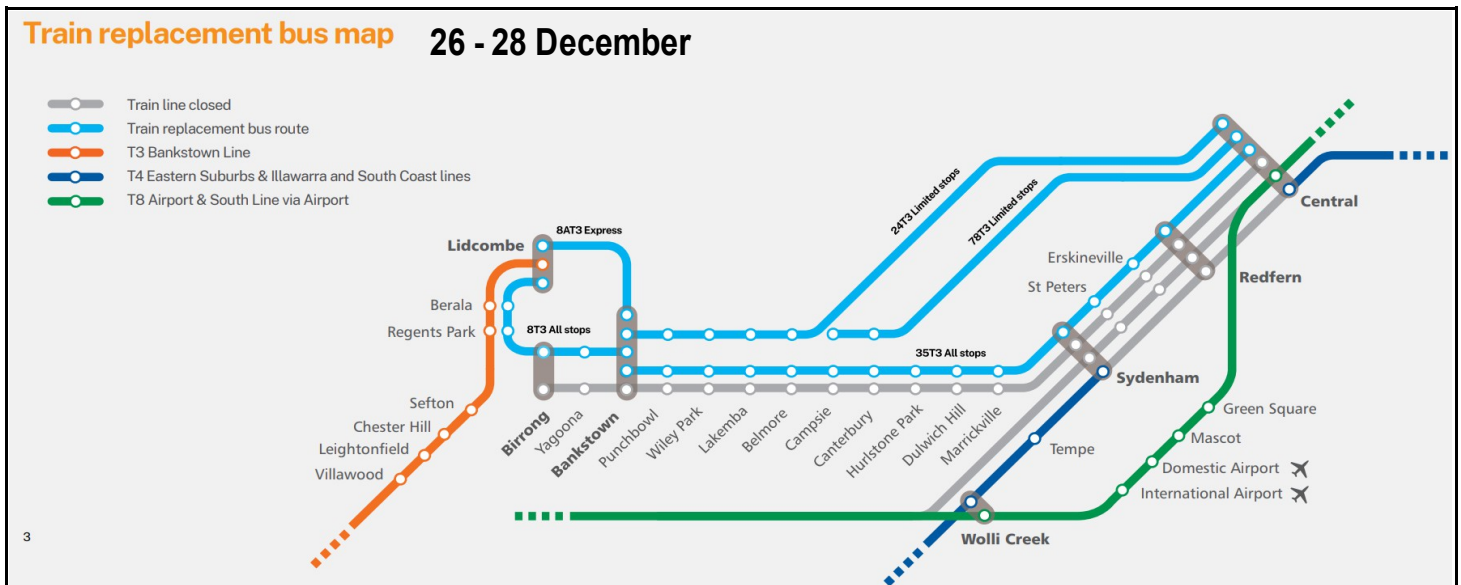 Train replacement bus map 26 - 28 December
Train line closed
Train replacement bus route
T3 Bankstown Line
T4 Eastern Suburbs & Illawarra and South Coast lines
T8 Airport & South Line via Airport
Lidcombe
8AT3 Express
24T3 Limited stops
78T3 Limited stops
Central
Erskineville
Redfern
St Peters
Berala
Regents Park
8T3 All stops
35T3 All stops
Sydenham
Sefton
Chester Hill
Leightonfield
Villawood
Birrong
Yagoona
Bankstown
Punchbowl
Wiley Park
Lakemba
Belmore
Campsie
Canterbury
Hurlstone Park
Dulwich Hill
Marrickville
Green Square
Mascot
Tempe
Domestic Airport
International Airport
Wolli Creek
3